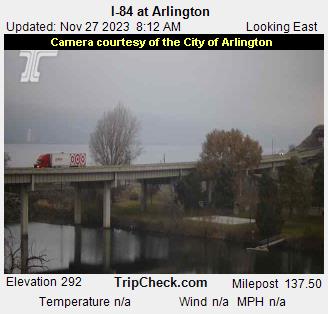 I-84 at Arlington
Updated: Nov 27 2023 8:12 AM Looking East
Camera courtesy of the City of Arlington
Elevation 292 TripCheck.com Milepost 137.50
Temperature n/a Wind n/a MPH n/a